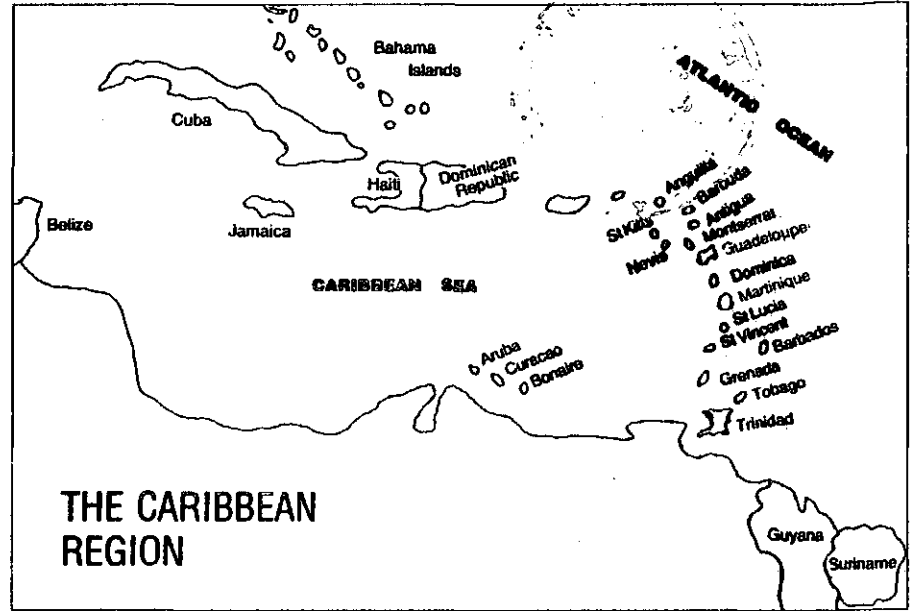 Bahama
Islands
ATLANTIC OCEAN
Cuba
Haiti
Dominican
Republic
Belize
Jamaica
Anguilla
Barbuda
St Kitts
Antigua
Montserrat
Nevis
Guadeloupe
CARIBBEAN SEA
Dominica
Martinique
St Lucia
St Vincent
Barbados
Aruba
Curacao
Bonaire
Grenada
Tobago
Trinidad
THE CARIBBEAN
REGION
Guyana
Suriname